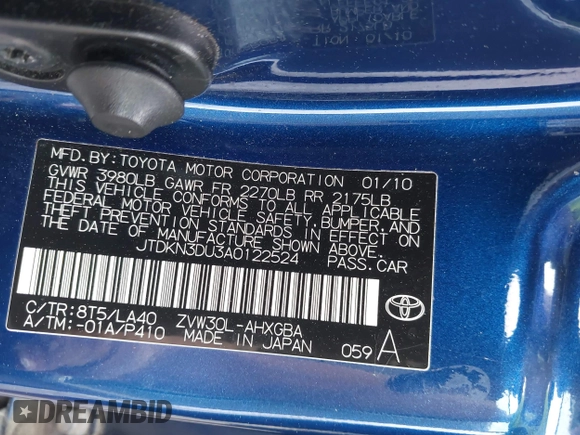 MFD. BY: TOYOTA MOTOR CORPORATION 01/10
GVWR 3980LB GAWR FR 2270LB RR 2175LB
THIS VEHICLE CONFORMS TO ALL APPLICABLE
FEDERAL MOTOR VEHICLE SAFETY, BUMPER, AND
THEFT PREVENTION STANDARDS IN EFFECT ON
THE DATE OF MANUFACTURE SHOWN ABOVE.
JTDKN3DU3A0122524 PASS. CAR
C/TR: 8T5/LA40 ZVW30L-AHXGBA
A/TM: -01A/P410 MADE IN JAPAN
TOYOTA
059 A
DREAMBID